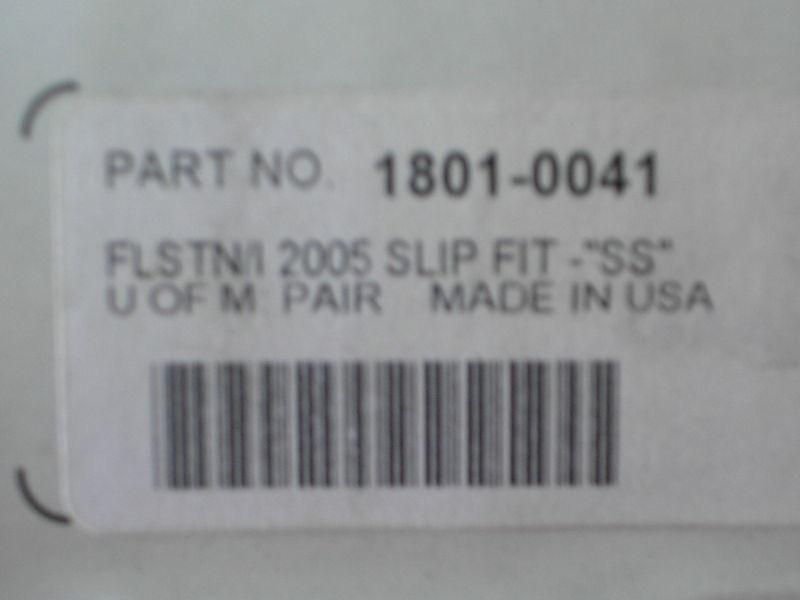 PART NO. 1801-0041
FLSTN/I 2005 SLIP FIT -"SS"
U OF M: PAIR MADE IN USA